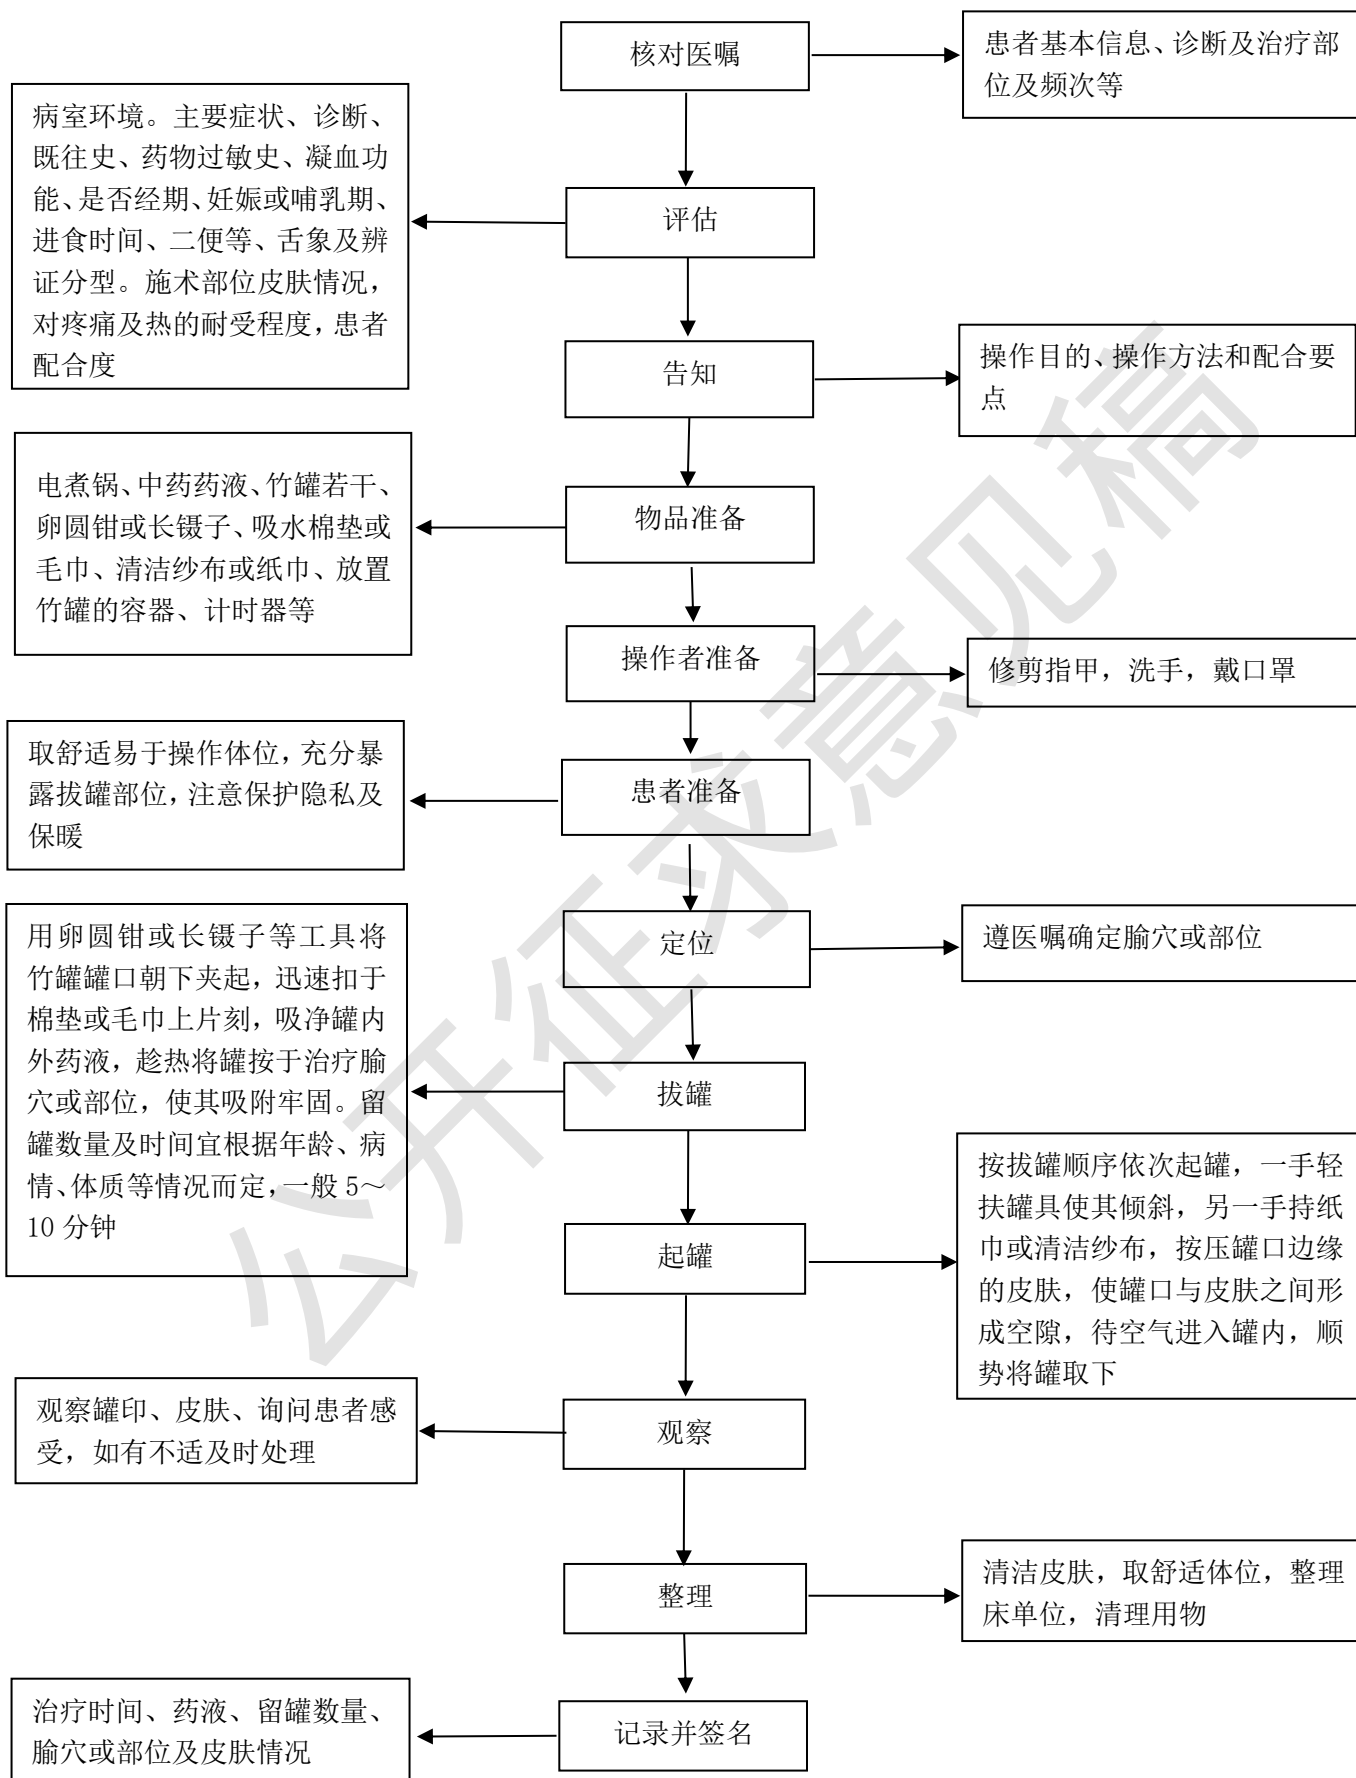 核对医嘱
患者基本信息、诊断及治疗部
位及频次等
病室环境。主要症状、诊断、
既往史、药物过敏史、凝血功
能、是否经期、妊娠或哺乳期、
进食时间、二便等、舌象及辨
证分型。施术部位皮肤情况，
对疼痛及热的耐受程度，患者
配合度
评估
告知
操作目的、操作方法和配合要
点
电煮锅、中药药液、竹罐若干、
卵圆钳或长镊子、吸水棉垫或
毛巾、清洁纱布或纸巾、放置
竹罐的容器、计时器等
物品准备
操作者准备
修剪指甲，洗手，戴口罩
取舒适易于操作体位，充分暴
露拔罐部位，注意保护隐私及
保暖
患者准备
定位
遵医嘱确定腧穴或部位
用卵圆钳或长镊子等工具将
竹罐罐口朝下夹起，迅速扣于
棉垫或毛巾上片刻，吸净罐内
外药液，趁热将罐按于治疗腧
穴或部位，使其吸附牢固。留
罐数量及时间宜根据年龄、病
情、体质等情况而定，一般 5～
10 分钟
拔罐
起罐
按拔罐顺序依次起罐，一手轻
扶罐具使其倾斜，另一手持纸
巾或清洁纱布，按压罐口边缘
的皮肤，使罐口与皮肤之间形
成空隙，待空气进入罐内，顺
势将罐取下
观察罐印、皮肤、询问患者感
受，如有不适及时处理
观察
整理
清洁皮肤，取舒适体位，整理
床单位，清理用物
治疗时间、药液、留罐数量、
腧穴或部位及皮肤情况
记录并签名
公开征求意见稿